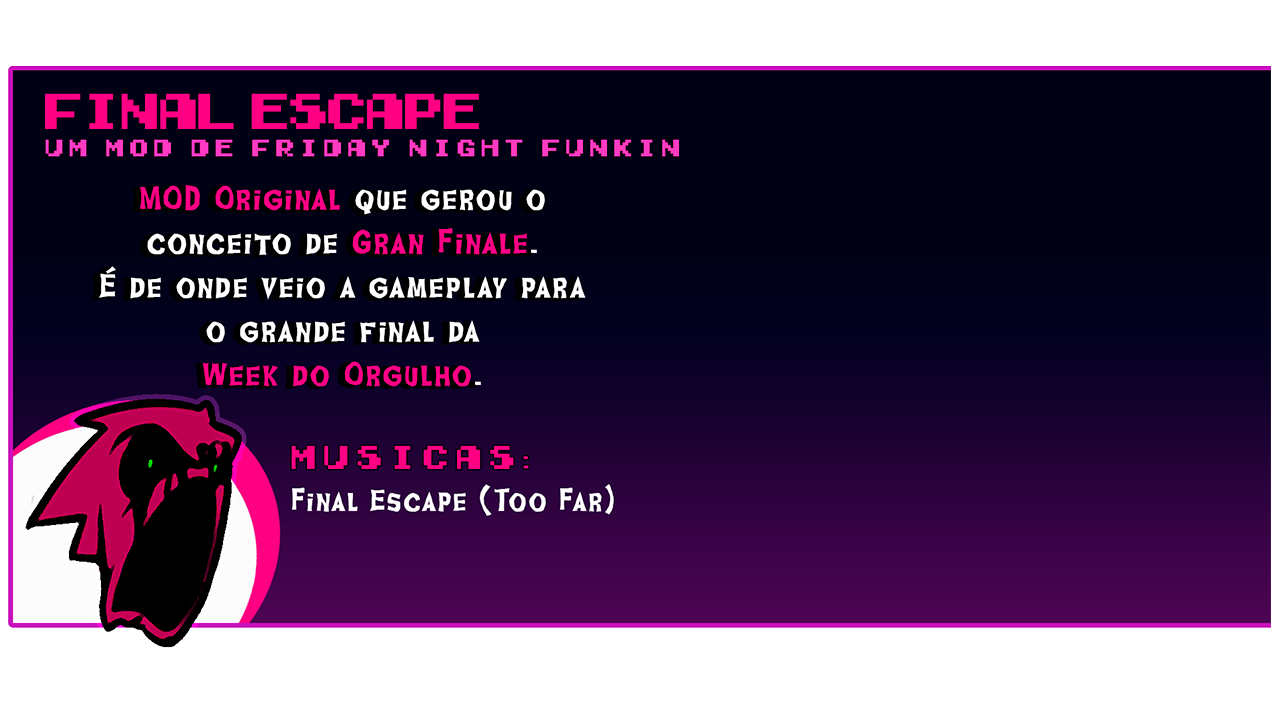 FINAL ESCAPE
UM MOD DE FRIDAY NIGHT FUNKIN
MOD Original que gerou o
conceito de Gran Finale.
É de onde veio a gameplay para
o grande final da
Week do Orgulho.
MUSICAS:
Final Escape (Too Far)